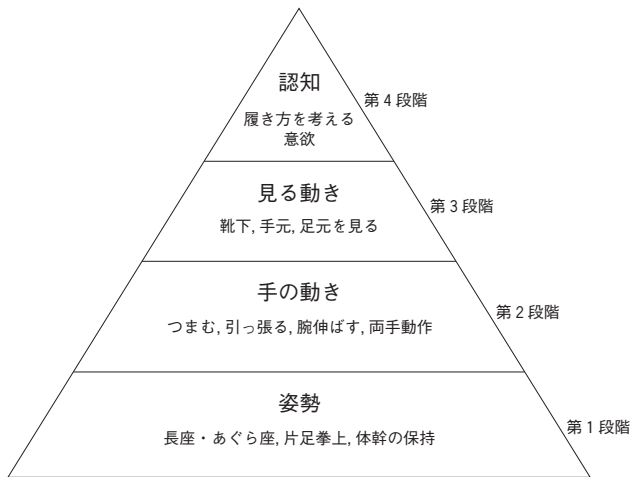 認知
第4段階
履き方を考える
意欲
見る動き
第3段階
靴下, 手元, 足元を見る
手の動き
第2段階
つまむ, 引っ張る, 腕伸ばす, 両手動作
姿勢
第1段階
長座・あぐら座, 片足拳上, 体幹の保持